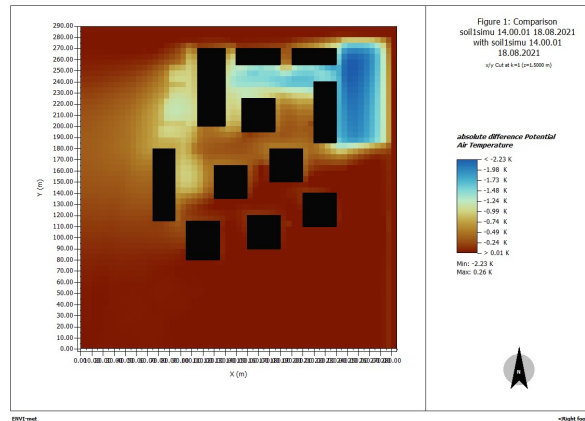 Figure 1: Comparison
soil1simu 14.00.01 18.08.2021
with soil1simu 14.00.01
18.08.2021
x/y Cut at k=1 (z=1.5000 m)
290.00
280.00
270.00
260.00
250.00
240.00
230.00
220.00
210.00
200.00
190.00
180.00
170.00
160.00
150.00
140.00
130.00
120.00
110.00
100.00
90.00
80.00
70.00
60.00
50.00
40.00
30.00
20.00
10.00
0.00
Y (m)
X (m)
absolute difference Potential
Air Temperature
< -2.23 K
-1.98 K
-1.73 K
-1.48 K
-1.24 K
-0.99 K
-0.74 K
-0.49 K
-0.24 K
> 0.01 K
Min: -2.23 K
Max: 0.26 K
N
ENVI-met
<Right foo